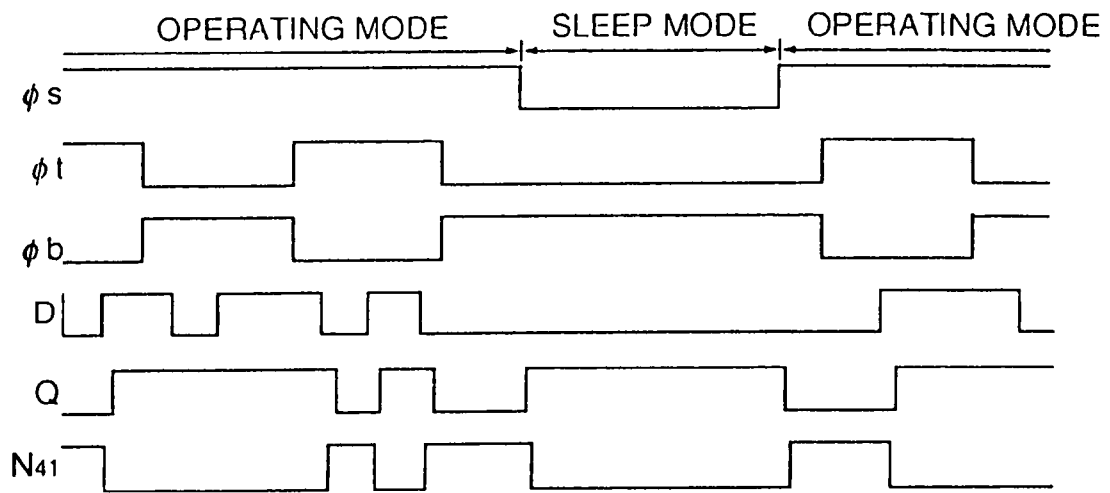 OPERATING MODE SLEEP MODE OPERATING MODE
ϕs
ϕt
ϕb
D
Q
N41